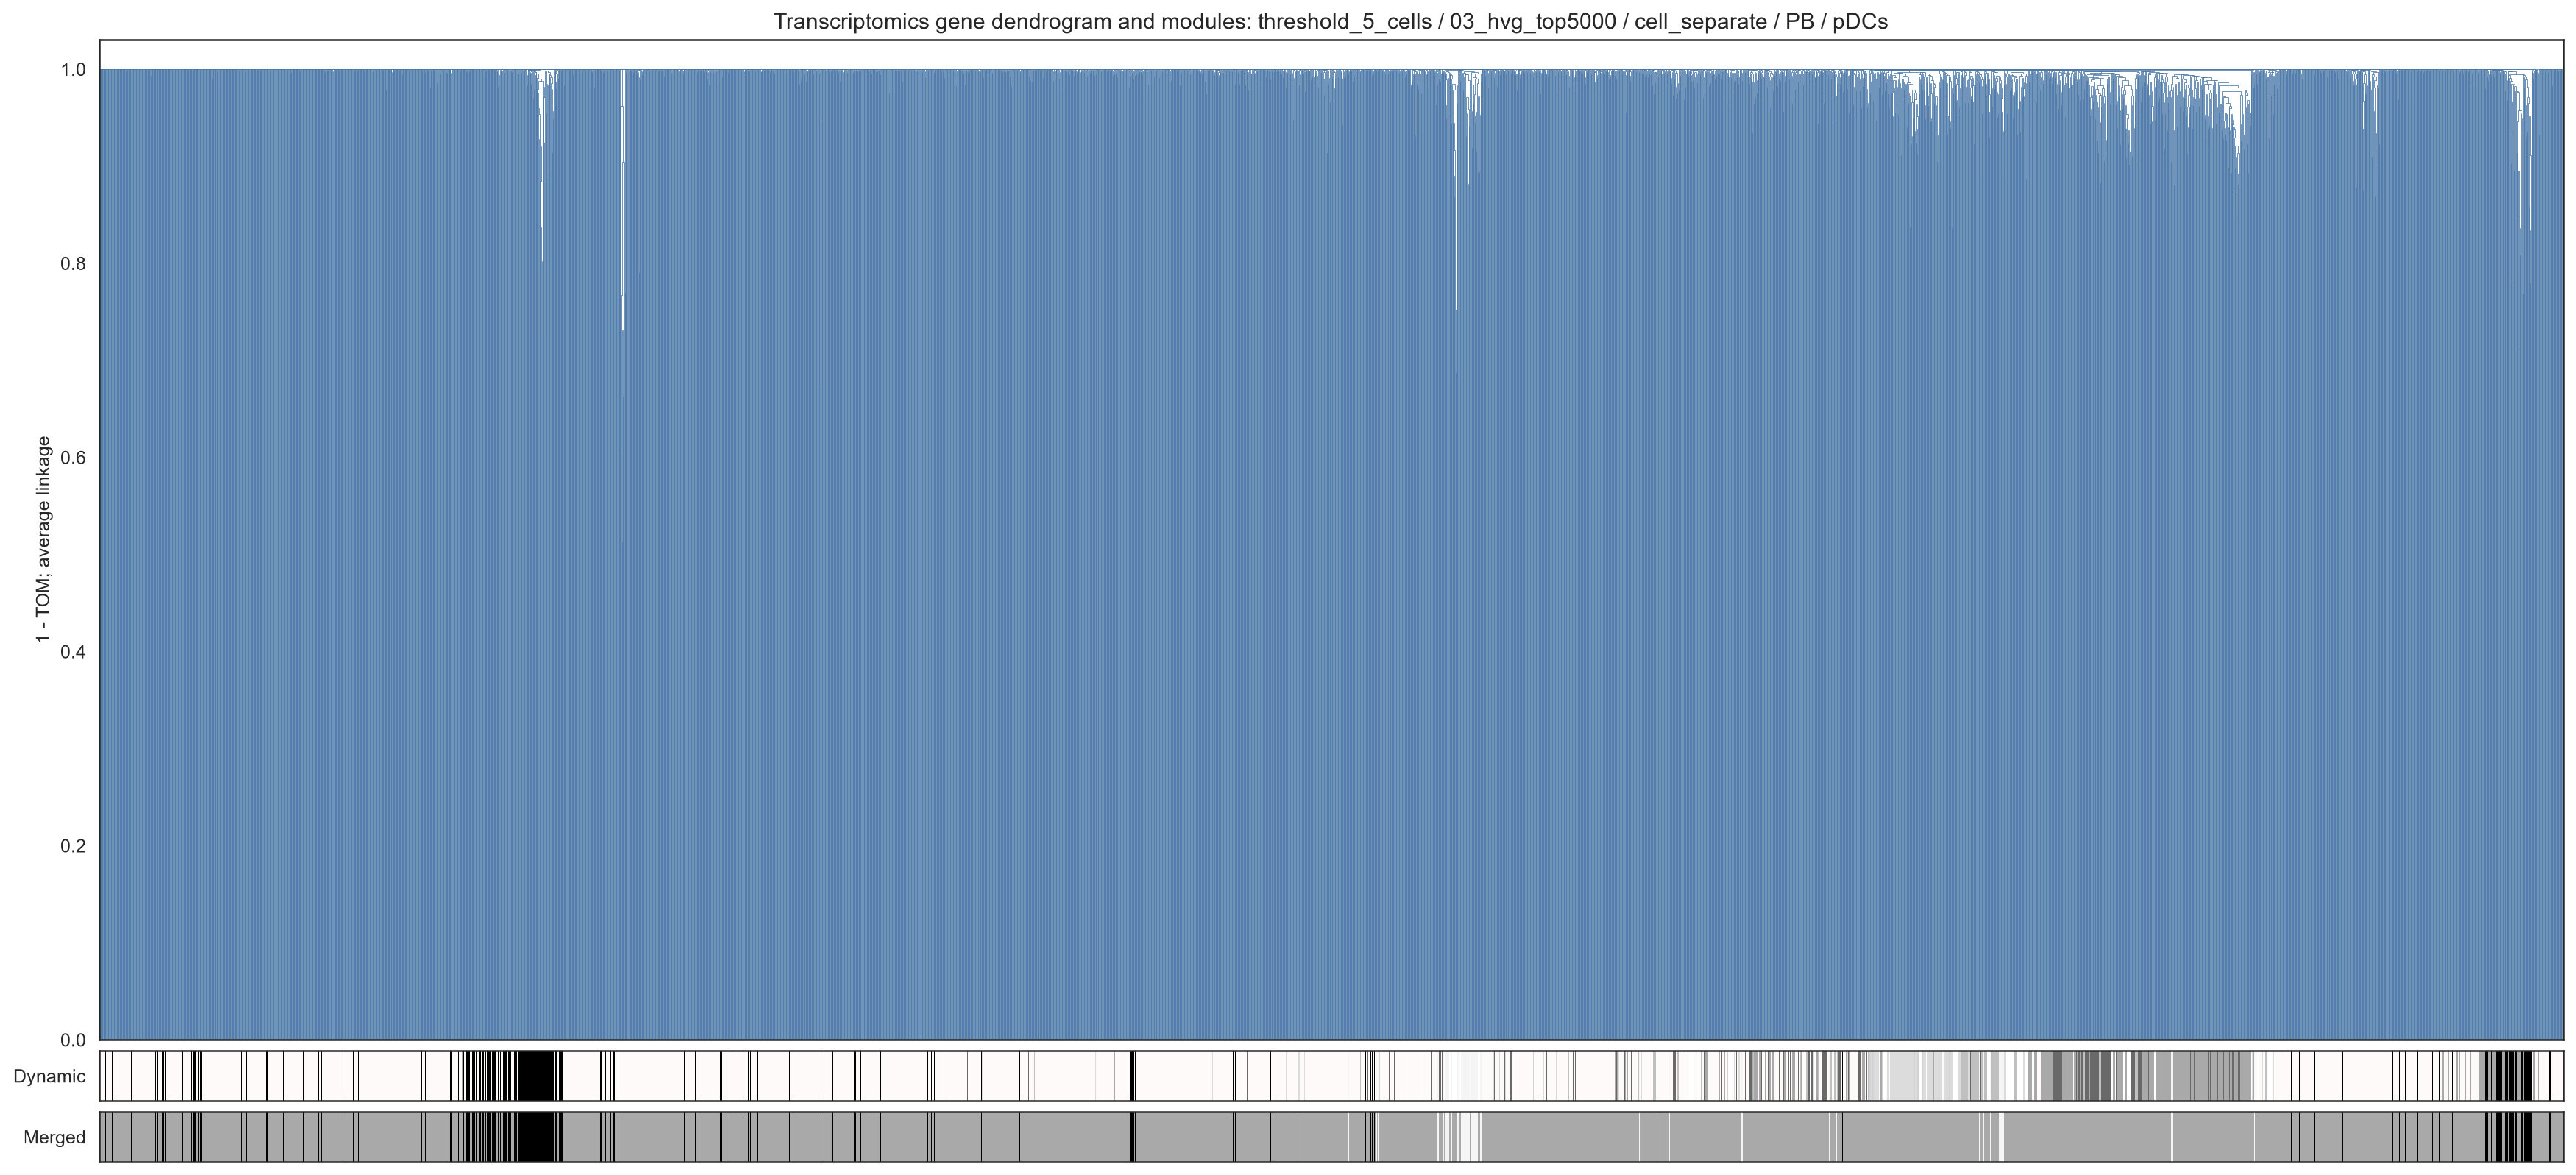 Transcriptomics gene dendrogram and modules: threshold_5_cells / 03_hvg_top5000 / cell_separate / PB / pDCs
1.0
0.8
0.6
0.4
0.2
0.0
1 - TOM; average linkage
Dynamic
Merged